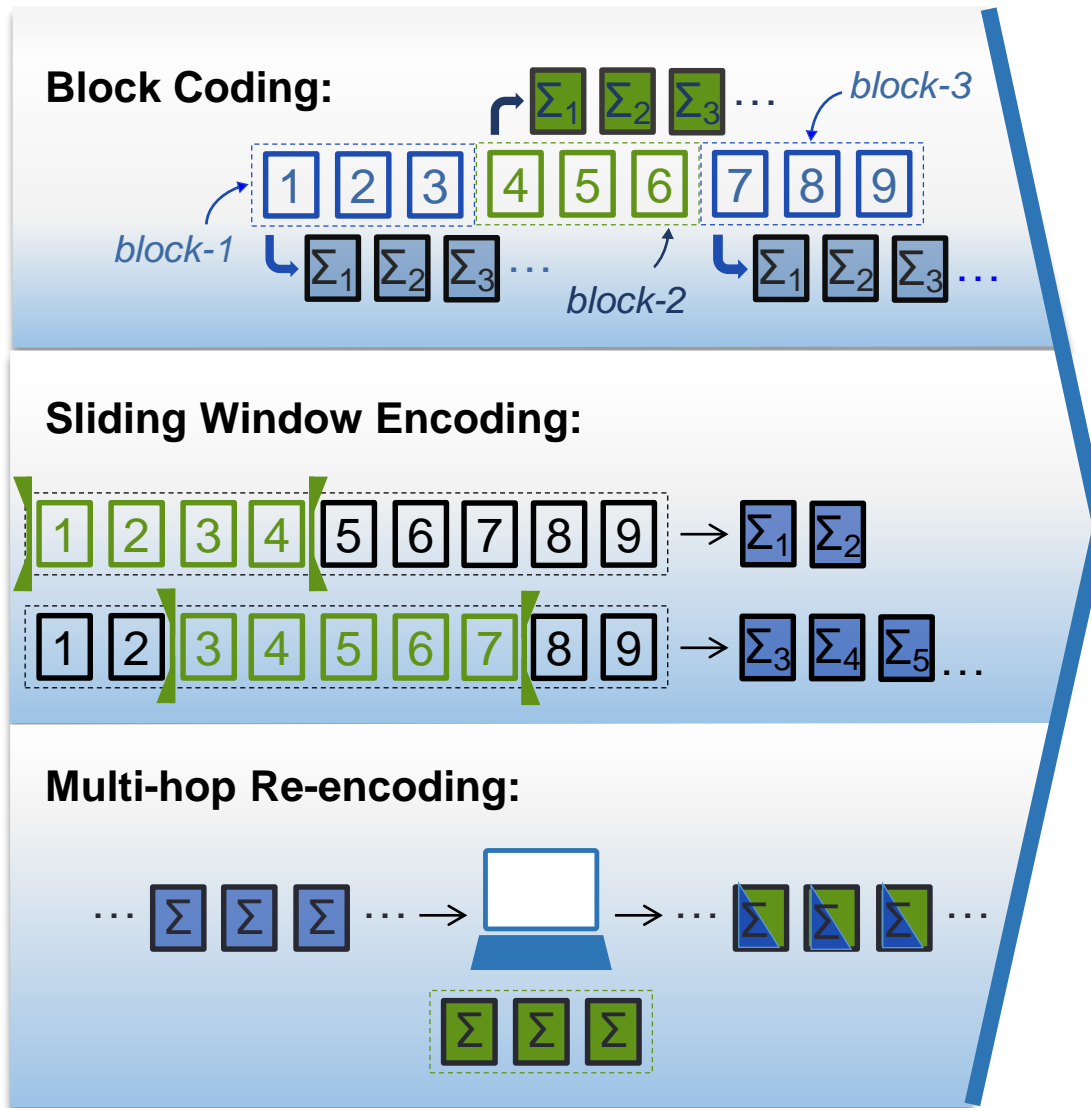 Block Coding:
Σ1 Σ2 Σ3 ...
block-3
1 2 3 4 5 6 7 8 9
block-1
Σ1 Σ2 Σ3 ...
block-2
Σ1 Σ2 Σ3 ...
Sliding Window Encoding:
1 2 3 4 5 6 7 8 9 → Σ1 Σ2
1 2 3 4 5 6 7 8 9 → Σ3 Σ4 Σ5 ...
Multi-hop Re-encoding:
... Σ Σ Σ ... → → ... Σ Σ Σ ...
Σ Σ Σ